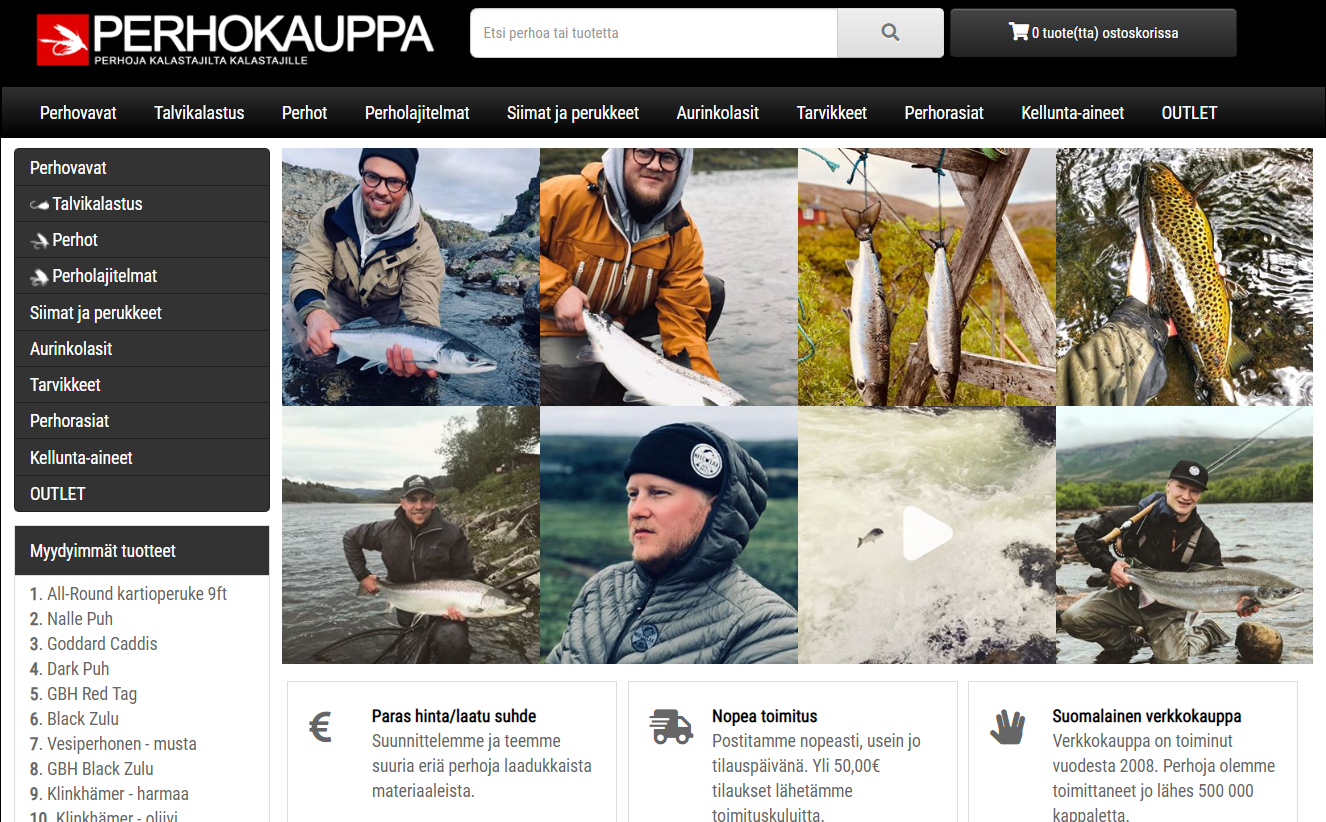 PERHOKAUPPA
PERHOJA KALASTAJILTA KALASTAJILLE
Etsi perhoa tai tuotetta
0 tuote(tta) ostoskorissa
Perhovavat Talvikalastus Perhot Perholajitelmat Siimat ja perukkeet Aurinkolasit Tarvikkeet Perhorasiat Kellunta-aineet OUTLET
Perhovavat
Talvikalastus
Perhot
Perholajitelmat
Siimat ja perukkeet
Aurinkolasit
Tarvikkeet
Perhorasiat
Kellunta-aineet
OUTLET
Myydyimmät tuotteet
1. All-Round kartioperuke 9ft
2. Nalle Puh
3. Goddard Caddis
4. Dark Puh
5. GBH Red Tag
6. Black Zulu
7. Vesiperhonen - musta
8. GBH Black Zulu
9. Klinkhämer - harmaa
10. Klinkhämer - oliivi
Paras hinta/laatu suhde
Suunnittelemme ja teemme
suuria eriä perhoja laadukkaista
materiaaleista.
Nopea toimitus
Postitamme nopeasti, usein jo
tilauspäivänä. Yli 50,00€
tilaukset lähetämme
toimituskuluitta.
Suomalainen verkkokauppa
Verkkokauppa on toiminut
vuodesta 2008. Perhoja olemme
toimittaneet jo lähes 500 000
kappaletta.